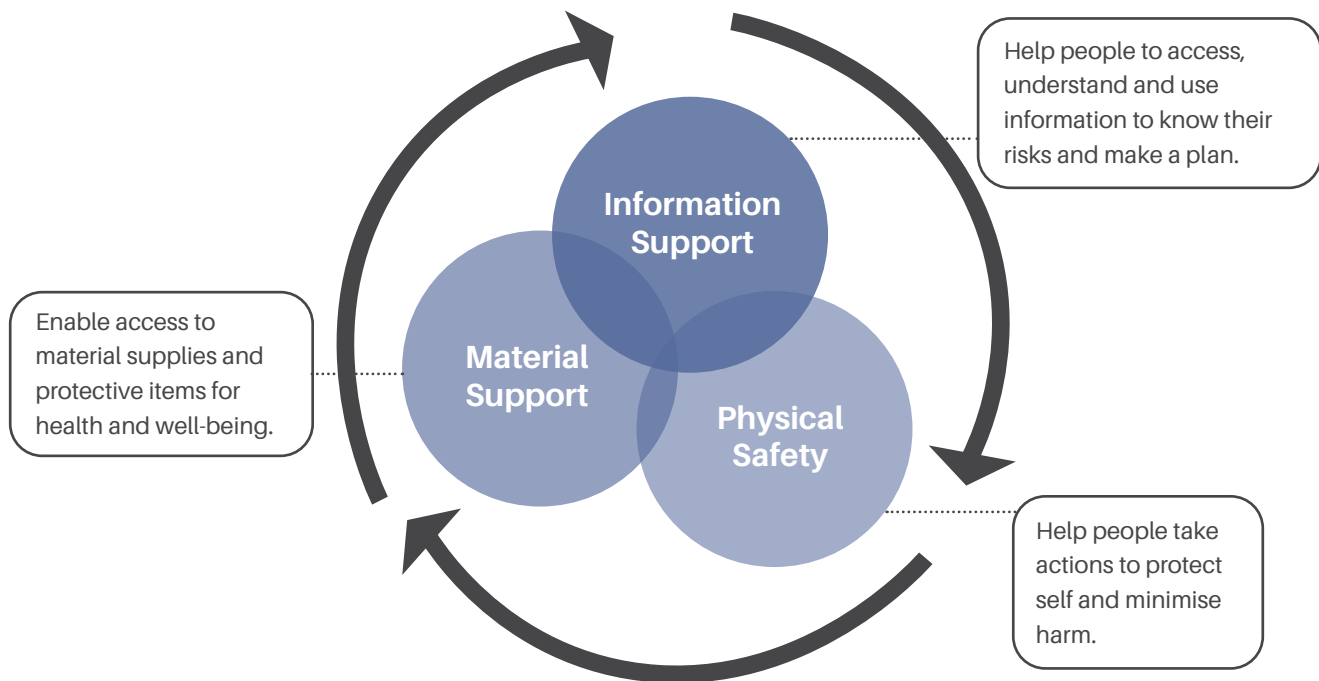 Help people to access,
understand and use
information to know their
risks and make a plan.
Information
Support
Enable access to
material supplies and
protective items for
health and well-being.
Material
Support
Physical
Safety
Help people take
actions to protect
self and minimise
harm.